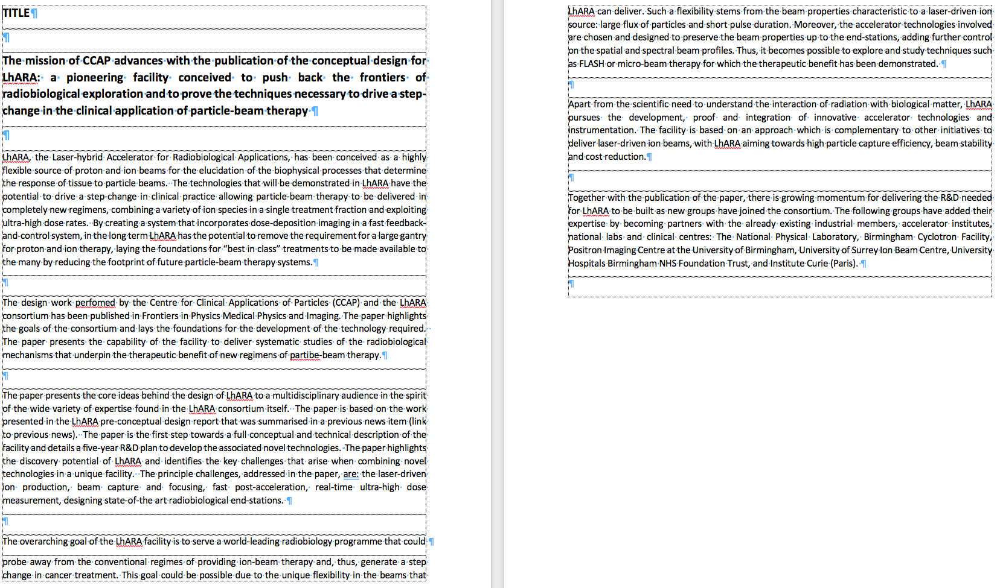 TITLE¶
¶
The mission of CCAP advances with the publication of the conceptual design for
LhARA: a pioneering facility conceived to push back the frontiers of
radiobiological exploration and to prove the techniques necessary to drive a step-
change in the clinical application of particle-beam therapy ¶
¶
LhARA, the Laser-hybrid Accelerator for Radiobiological Applications, has been conceived as a highly
flexible source of proton and ion beams for the elucidation of the biophysical processes that determine
the response of tissue to particle beams.  The technologies that will be demonstrated in LhARA have the
potential to drive a step-change in clinical practice allowing particle-beam therapy to be delivered in
completely new regimens, combining a variety of ion species in a single treatment fraction and exploiting
ultra-high dose rates.  By creating a system that incorporates dose-deposition imaging in a fast feedback-
and-control system, in the long term LhARA has the potential to remove the requirement for a large gantry
for proton and ion therapy, laying the foundations for “best in class” treatments to be made available to
the many by reducing the footprint of future particle-beam therapy systems.¶
¶
The design work perfomed by the Centre for Clinical Applications of Particles (CCAP) and the LhARA
consortium has been published in Frontiers in Physics Medical Physics and Imaging. The paper highlights
the goals of the consortium and lays the foundations for the development of the technology required.
The paper presents the capability of the facility to deliver systematic studies of the radiobiological
mechanisms that underpin the therapeutic benefit of new regimens of partibe-beam therapy.¶
¶
The paper presents the core ideas behind the design of LhARA to a multidisciplinary audience in the spirit
of the wide variety of expertise found in the LhARA consortium itself.  The paper is based on the work
presented in the LhARA pre-conceptual design report that was summarised in a previous news item (link
to previous news).  The paper is the first step towards a full conceptual and technical description of the
facility and details a five-year R&D plan to develop the associated novel technologies.  The paper highlights
the discovery potential of LhARA and identifies the key challenges that arise when combining novel
technologies in a unique facility.  The principle challenges, addressed in the paper, are: the laser-driven
ion production, beam capture and focusing, fast post-acceleration, real-time ultra-high dose
measurement, designing state-of-the art radiobiological end-stations. ¶
¶
The overarching goal of the LhARA facility is to serve a world-leading radiobiology programme that could ¶
probe away from the conventional regimes of providing ion-beam therapy and, thus, generate a step
change in cancer treatment. This goal could be possible due to the unique flexibility in the beams that
LhARA can deliver. Such a flexibility stems from the beam properties characteristic to a laser-driven ion
source: large flux of particles and short pulse duration. Moreover, the accelerator technologies involved
are chosen and designed to preserve the beam properties up to the end-stations, adding further control
on the spatial and spectral beam profiles. Thus, it becomes possible to explore and study techniques such
as FLASH or micro-beam therapy for which the therapeutic benefit has been demonstrated. ¶
¶
Apart from the scientific need to understand the interaction of radiation with biological matter, LhARA
pursues the development, proof and integration of innovative accelerator technologies and
instrumentation. The facility is based on an approach which is complementary to other initiatives to
deliver laser-driven ion beams, with LhARA aiming towards high particle capture efficiency, beam stability
and cost reduction.¶
¶
Together with the publication of the paper, there is growing momentum for delivering the R&D needed
for LhARA to be built as new groups have joined the consortium. The following groups have added their
expertise by becoming partners with the already existing industrial members, accelerator institutes,
national labs and clinical centres: The National Physical Laboratory, Birmingham Cyclotron Facility,
Positron Imaging Centre at the University of Birmingham, University of Surrey Ion Beam Centre, University
Hospitals Birmingham NHS Foundation Trust, and Institute Curie (Paris). ¶
¶